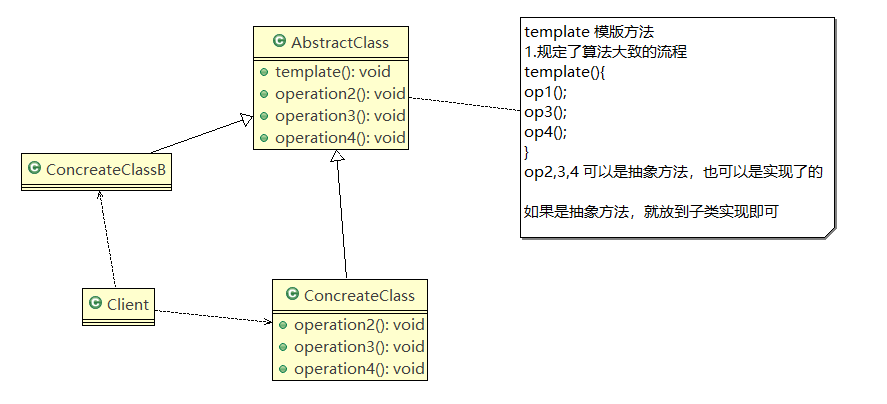 AbstractClass
template(): void
operation2(): void
operation3(): void
operation4(): void
template 模版方法
1.规定了算法大致的流程
template(){
op1();
op3();
op4();
}
op2,3,4 可以是抽象方法，也可以是实现了的
如果是抽象方法，就放到子类实现即可
ConcreateClassB
Client
ConcreateClass
operation2(): void
operation3(): void
operation4(): void